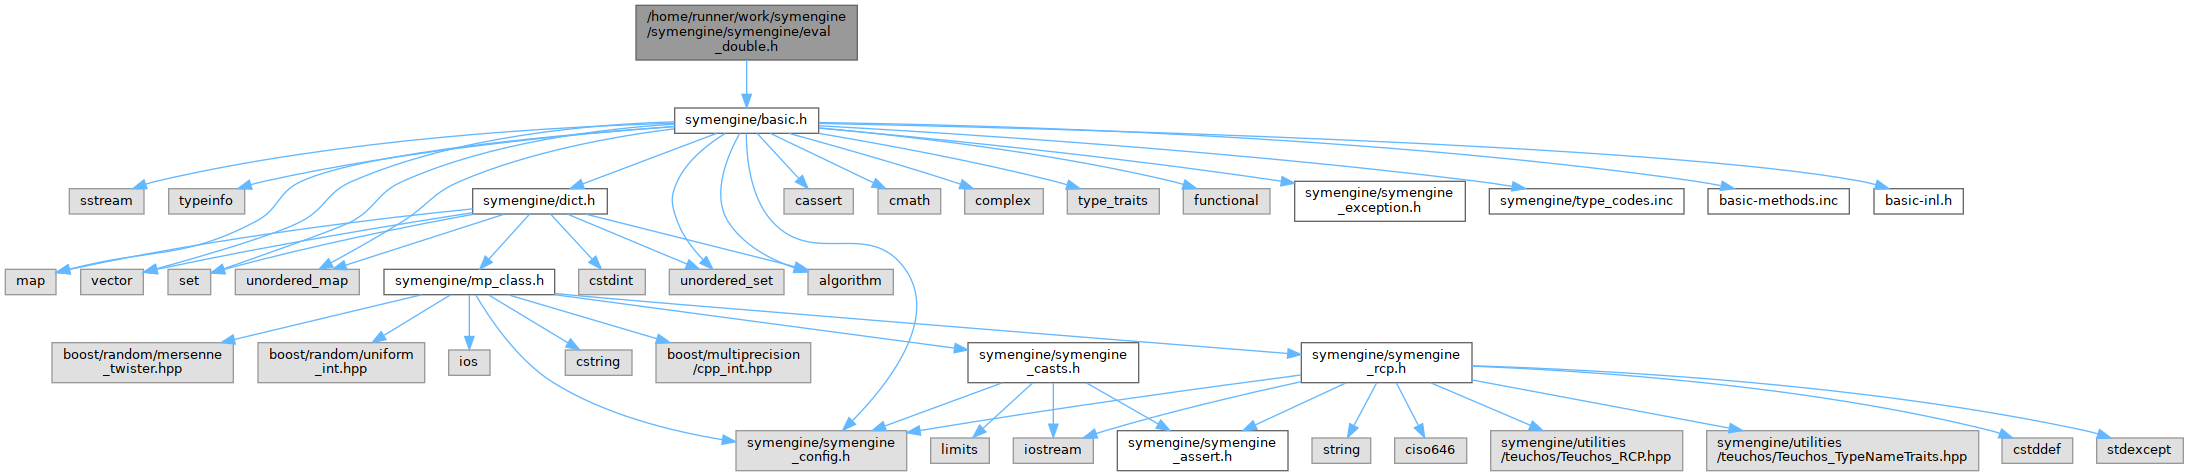 /home/runner/work/symengine
/symengine/symengine/eval
_double.h
symengine/basic.h
sstream
typeinfo
symengine/dict.h
cassert
cmath
complex
type_traits
functional
symengine/symengine
_exception.h
symengine/type_codes.inc
basic-methods.inc
basic-inl.h
map
vector
set
unordered_map
symengine/mp_class.h
cstdint
unordered_set
algorithm
boost/random/mersenne
_twister.hpp
boost/random/uniform
_int.hpp
ios
cstring
boost/multiprecision
/cpp_int.hpp
symengine/symengine
_casts.h
symengine/symengine
_rcp.h
symengine/symengine
_config.h
limits
iostream
symengine/symengine
_assert.h
string
ciso646
symengine/utilities
/teuchos/Teuchos_RCP.hpp
symengine/utilities
/teuchos/Teuchos_TypeNameTraits.hpp
cstddef
stdexcept